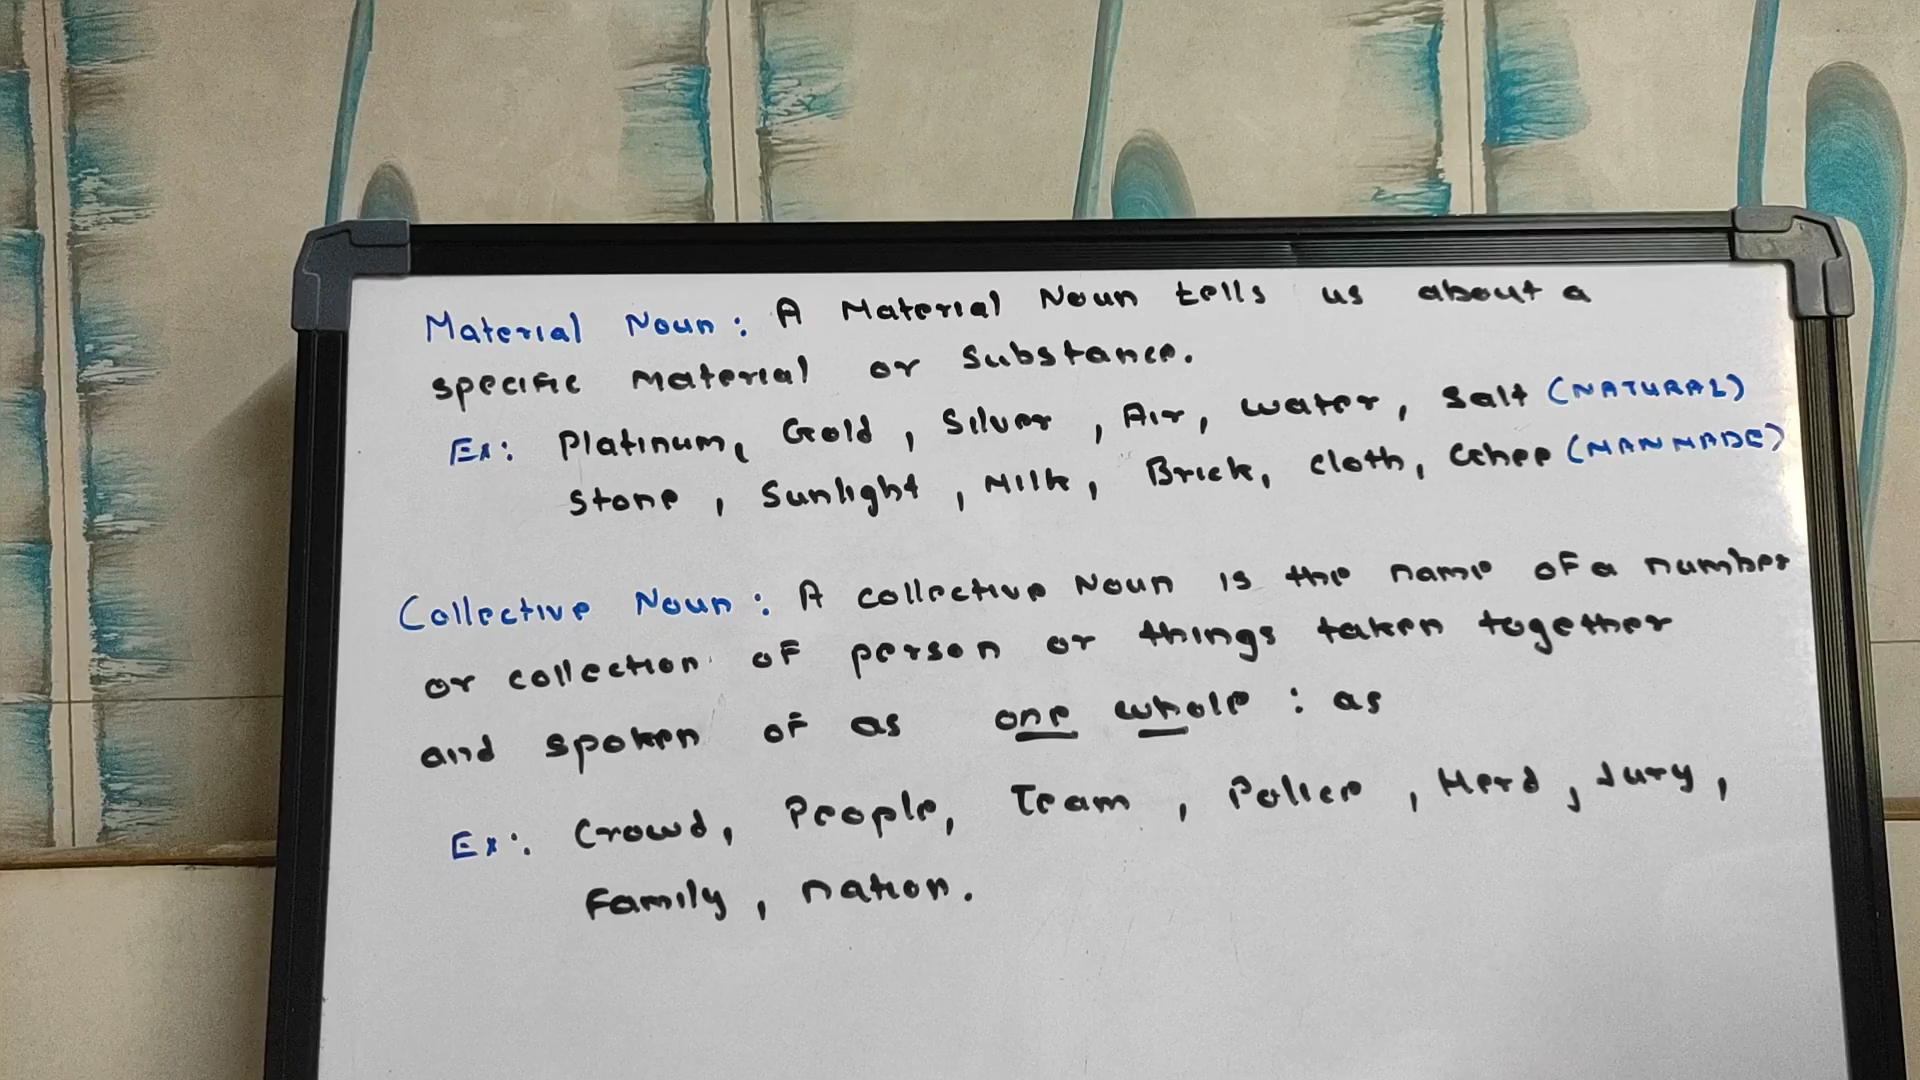 Material Noun: A Material Noun tells us about a
specific Material or Substance.
Ex: Platinum, Gold, Silver, Air, water, Salt (NATURAL)
Stone, Sunlight, Milk, Brick, Cloth, (MANMADE)
Collective Noun: A collective Noun is the name of a number
or collection of person or things taken together
and spoken of as one whole : as
Ex: Crowd, People, Team, Police, Herd, Jury,
Family, nation.